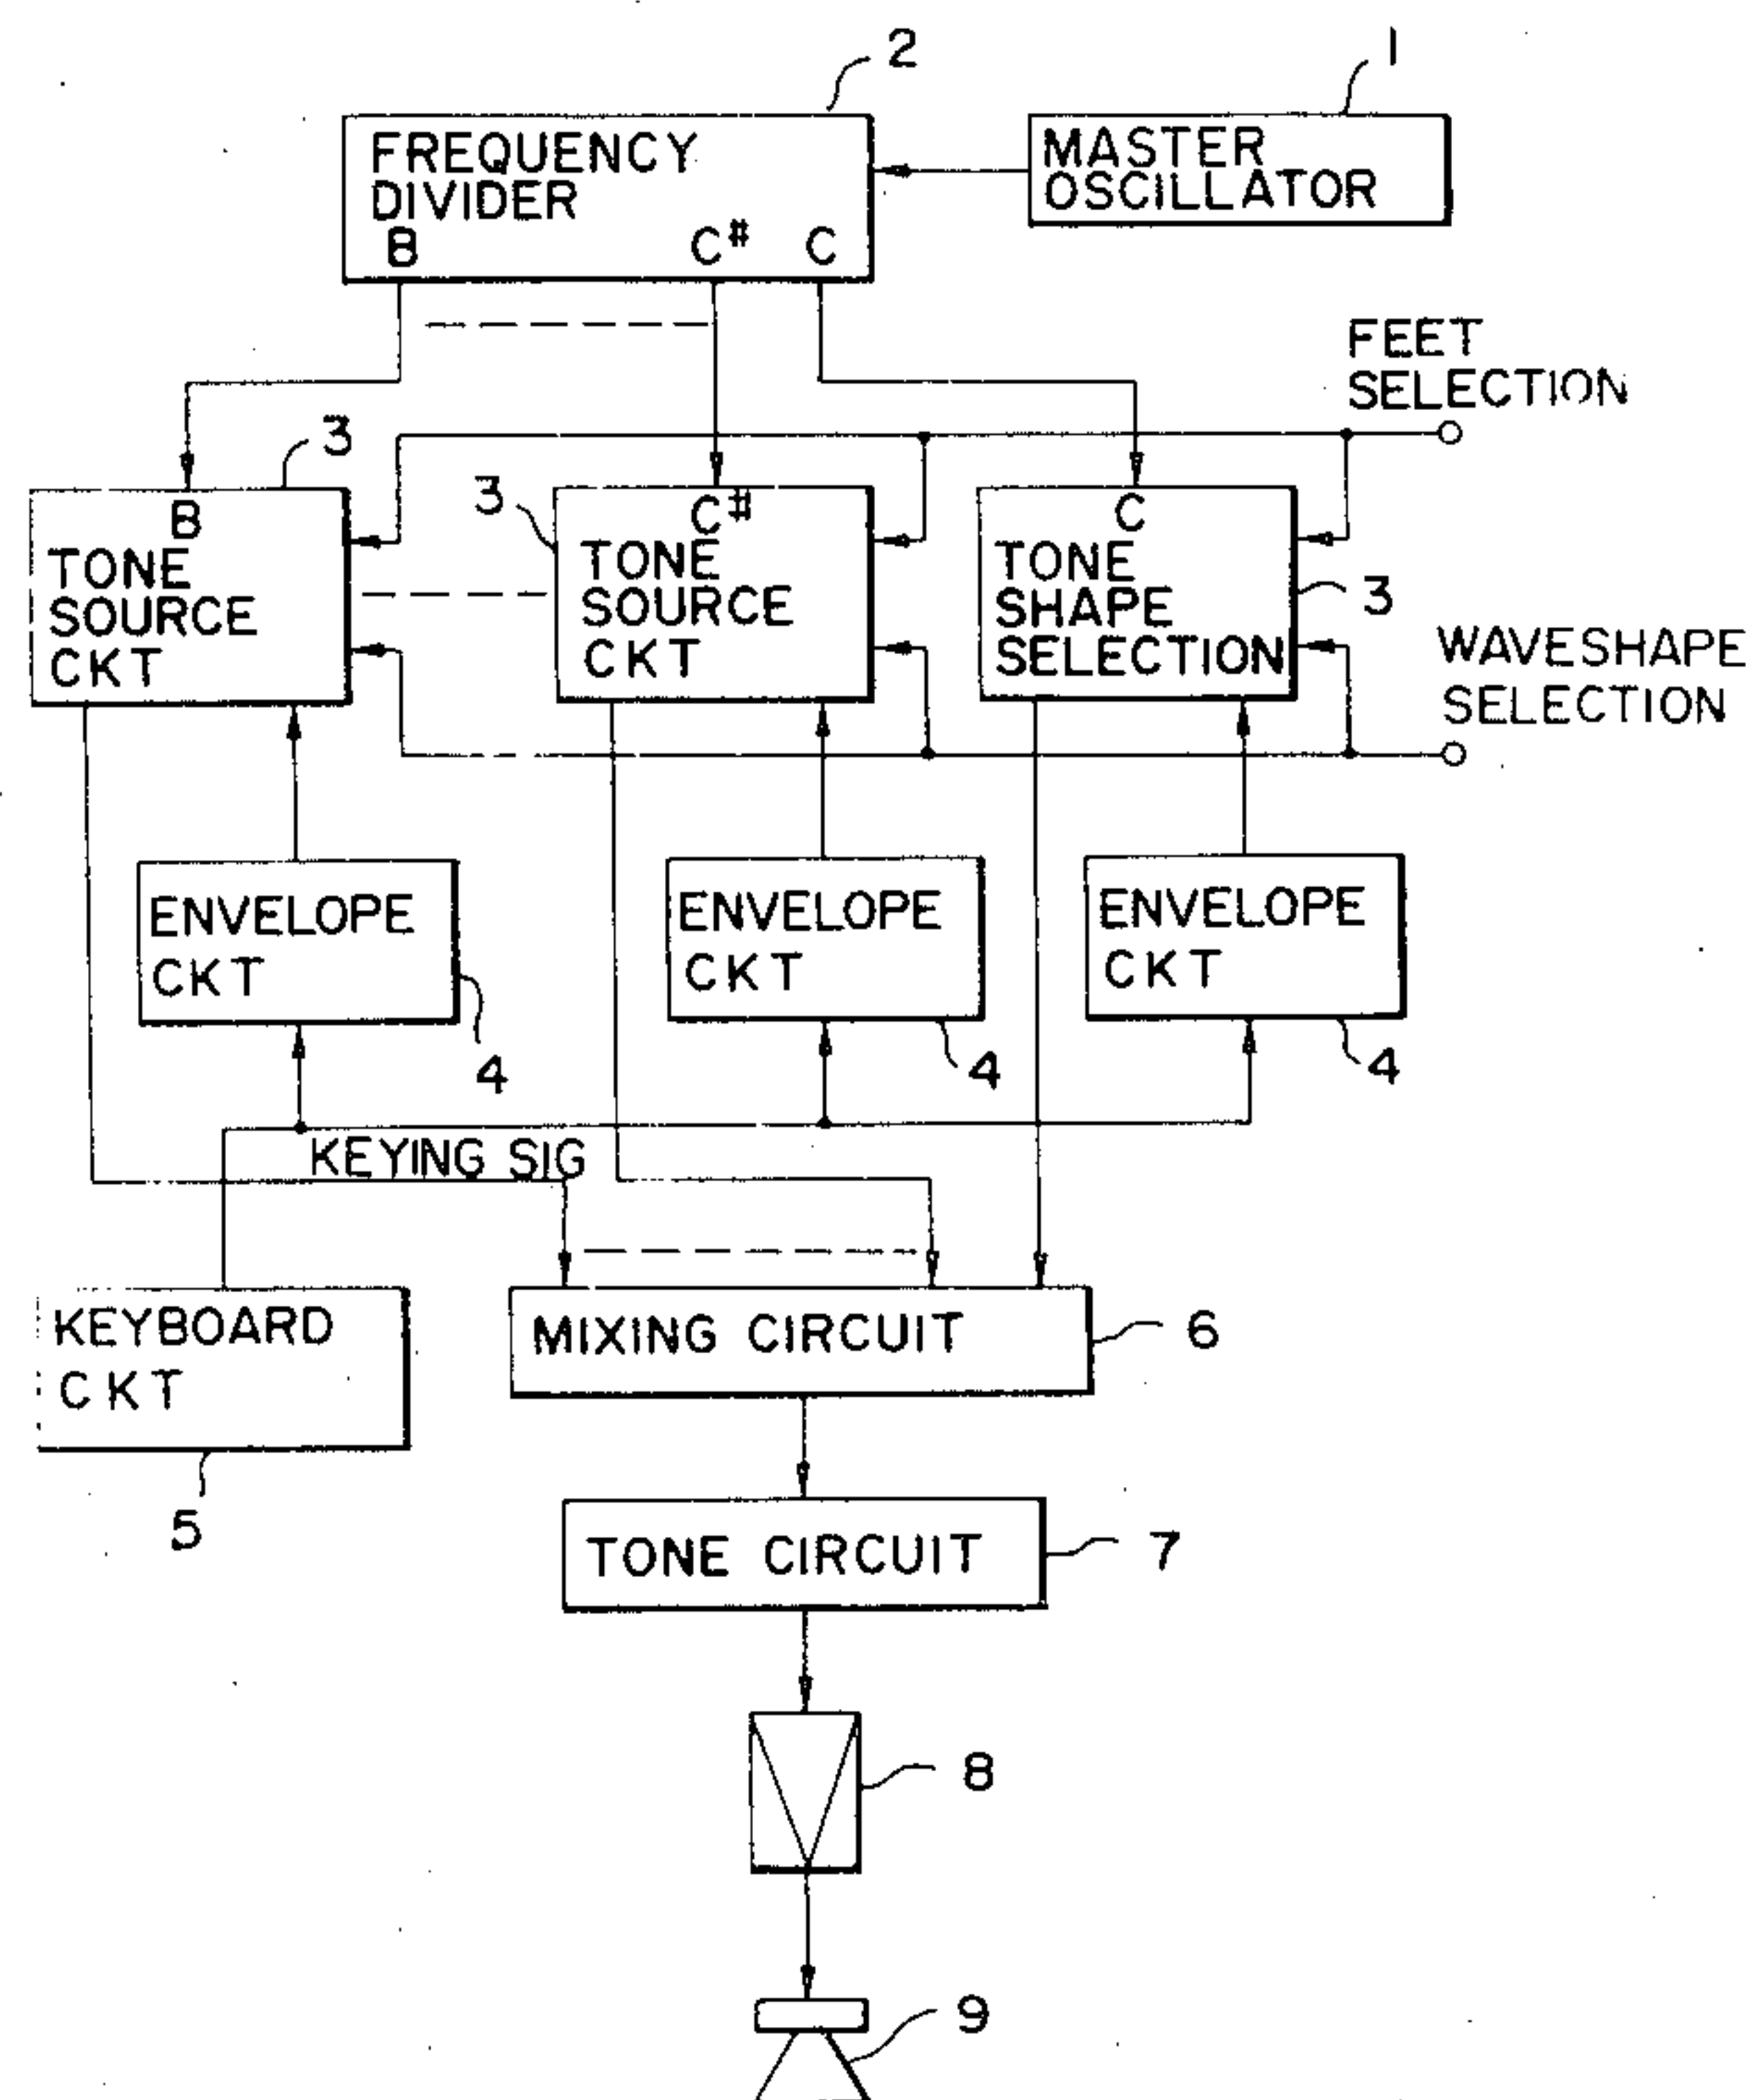 2
1
FREQUENCY
DIVIDER
B C# C
MASTER
OSCILLATOR
FEET
SELECTION
3
B
TONE
SOURCE
CKT
3
C#
TONE
SOURCE
CKT
C
TONE
SHAPE
SELECTION
3
WAVESHAPE
SELECTION
ENVELOPE
CKT
4
ENVELOPE
CKT
4
ENVELOPE
CKT
4
KEYING SIG
KEYBOARD
CKT
5
MIXING CIRCUIT
6
TONE CIRCUIT
7
8
9